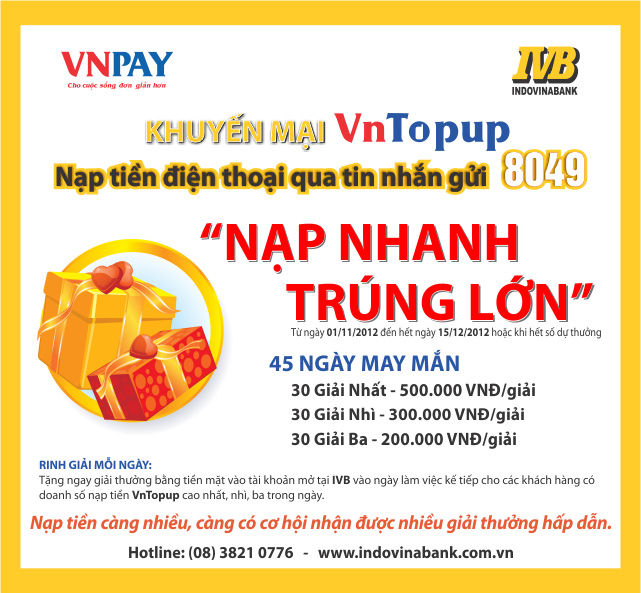 VNPAY
Cho cuộc sống đơn giản hơn
IVB
INDOVINABANK
KHUYẾN MẠI VnTopup
Nạp tiền điện thoại qua tin nhắn gửi 8049
“NẠP NHANH
TRÚNG LỚN”
Từ ngày 01/11/2012 đến hết ngày 15/12/2012 hoặc khi hết số dự thưởng
45 NGÀY MAY MẮN
30 Giải Nhất - 500.000 VNĐ/giải
30 Giải Nhì - 300.000 VNĐ/giải
30 Giải Ba - 200.000 VNĐ/giải
RINH GIẢI MỖI NGÀY:
Tặng ngay giải thưởng bằng tiền mặt vào tài khoản mở tại IVB vào ngày làm việc kế tiếp cho các khách hàng có
doanh số nạp tiền VnTopup cao nhất, nhì, ba trong ngày.
Nạp tiền càng nhiều, càng có cơ hội nhận được nhiều giải thưởng hấp dẫn.
Hotline: (08) 3821 0776 - www.indovinabank.com.vn